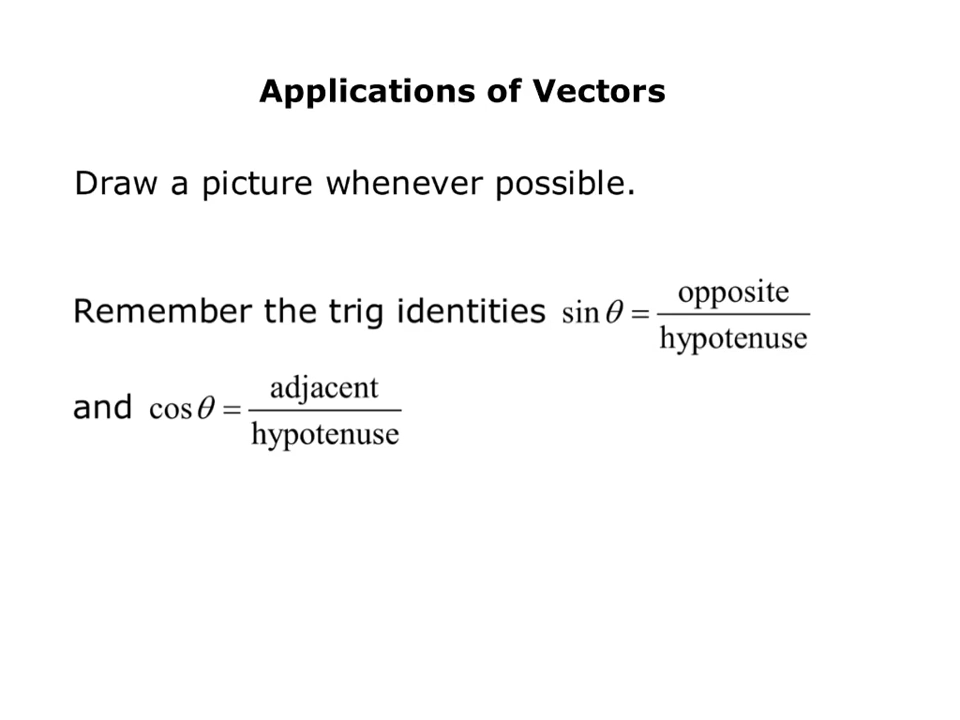 Applications of Vectors
Draw a picture whenever possible.
Remember the trig identities sin θ = opposite / hypotenuse
and cos θ = adjacent / hypotenuse